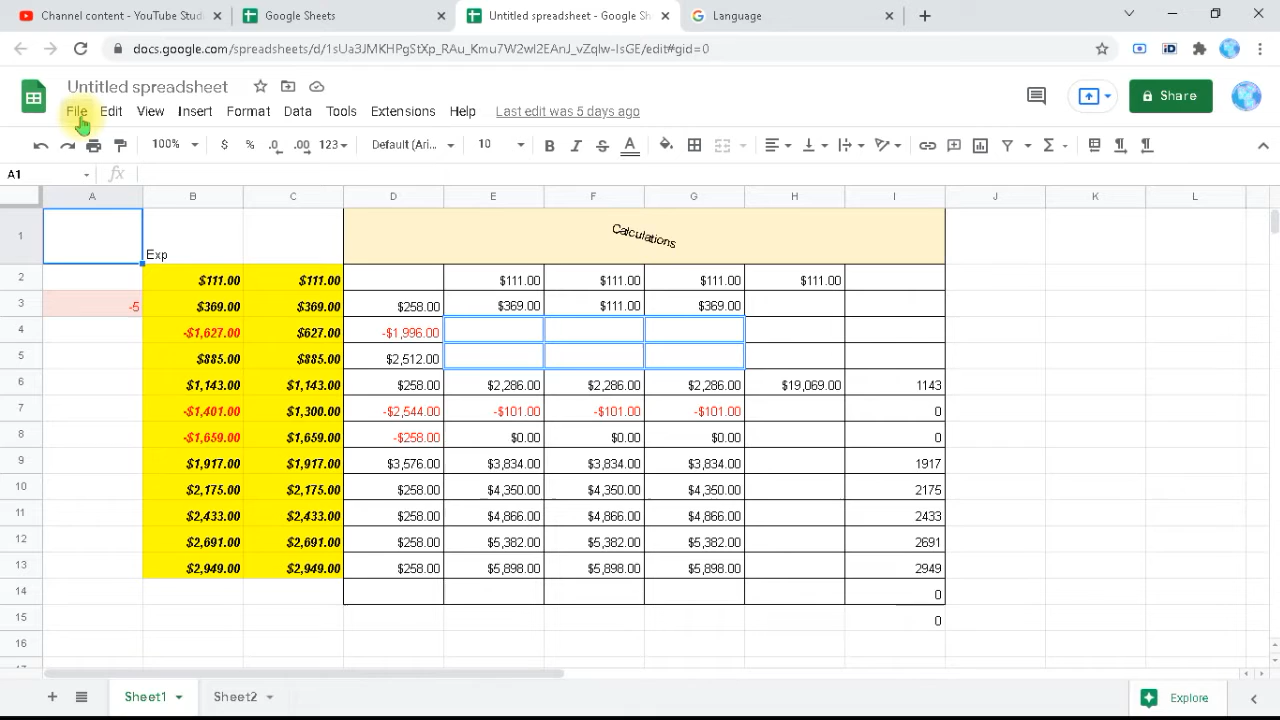 Channel content - YouTube Stud
Google Sheets
Untitled spreadsheet - Google Sh
Language
docs.google.com/spreadsheets/d/1sUa3JMKHPgStXp_RAu_Kmu7W2wI2EAnJ_vZqlw-IsGE/edit#gid=0
Untitled spreadsheet
File Edit View Insert Format Data Tools Extensions Help Last edit was 5 days ago
Share
100% $ % .0 .00 123 Default (Ari... 10 B I S A
A1 fx
A B C D E F G H I J K L
1 Exp Calculations
2 $111.00 $111.00 $111.00 $111.00 $111.00 $111.00
3 -5 $369.00 $369.00 $258.00 $369.00 $111.00 $369.00
4 -$1,627.00 $627.00 -$1,996.00
5 $885.00 $885.00 $2,512.00
6 $1,143.00 $1,143.00 $258.00 $2,286.00 $2,286.00 $2,286.00 $19,069.00 1143
7 -$1,401.00 $1,300.00 -$2,544.00 -$101.00 -$101.00 -$101.00 0
8 -$1,659.00 $1,659.00 -$258.00 $0.00 $0.00 $0.00 0
9 $1,917.00 $1,917.00 $3,576.00 $3,834.00 $3,834.00 $3,834.00 1917
10 $2,175.00 $2,175.00 $258.00 $4,350.00 $4,350.00 $4,350.00 2175
11 $2,433.00 $2,433.00 $258.00 $4,866.00 $4,866.00 $4,866.00 2433
12 $2,691.00 $2,691.00 $258.00 $5,382.00 $5,382.00 $5,382.00 2691
13 $2,949.00 $2,949.00 $258.00 $5,898.00 $5,898.00 $5,898.00 2949
14 0
15 0
16
Sheet1 Sheet2 Explore